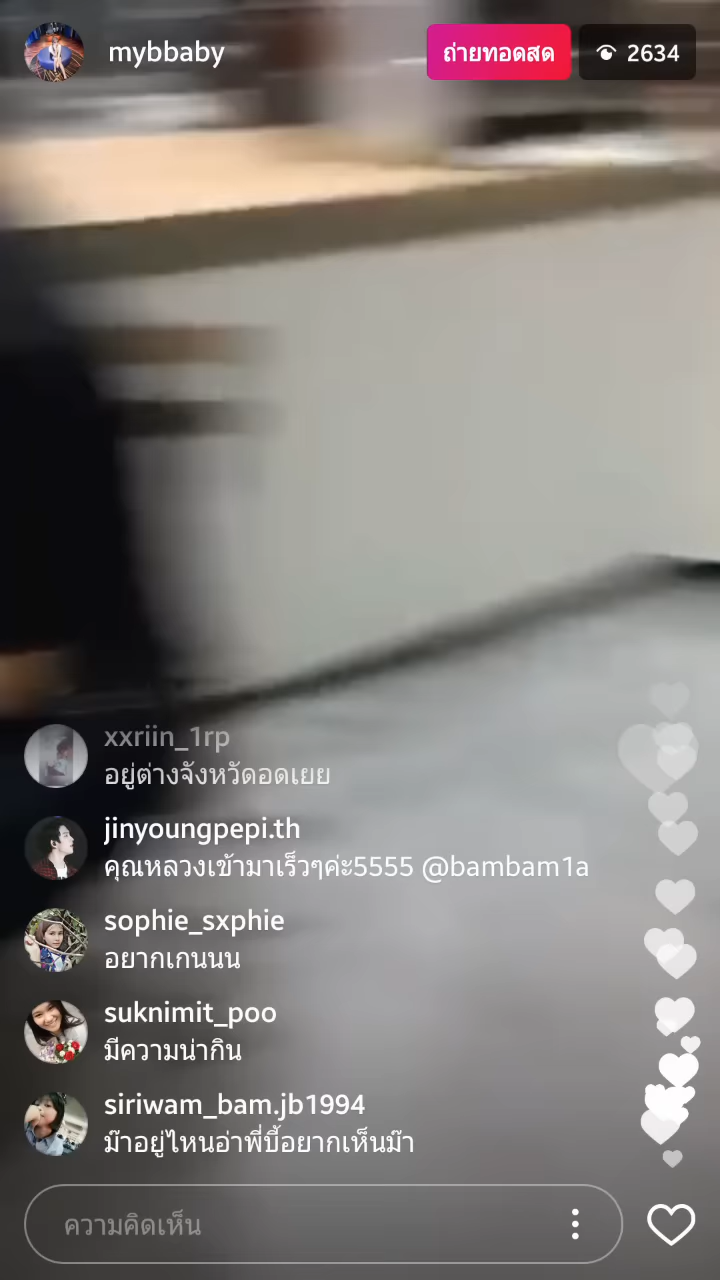 mybbaby
ถ่ายทอดสด
2634
xxriin_1rp
อยู่ต่างจังหวัดอดเยย
jinyoungpepi.th
คุณหลวงเข้ามาเร็วๆค่ะ5555 @bambam1a
sophie_sxphie
อยากเกนนน
suknimit_poo
มีความน่ากิน
siriwam_bam.jb1994
ม๊าอยู่ไหนอ่าพี่บี้อยากเห็นม๊า
ความคิดเห็น